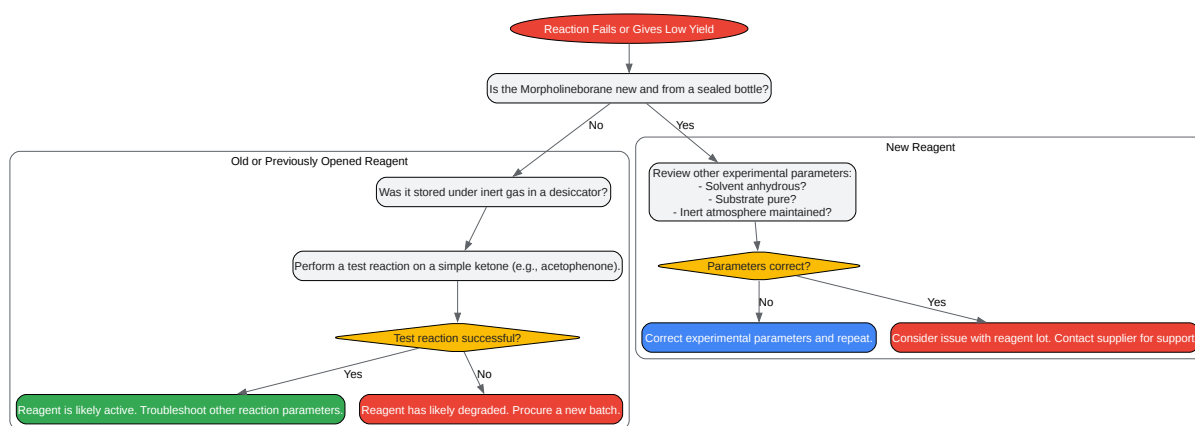 Reaction Fails or Gives Low Yield
Is the Morpholineborane new and from a sealed bottle?
No
Yes
Old or Previously Opened Reagent
Was it stored under inert gas in a desiccator?
Perform a test reaction on a simple ketone (e.g., acetophenone).
Test reaction successful?
Yes
No
Reagent is likely active. Troubleshoot other reaction parameters.
Reagent has likely degraded. Procure a new batch.
New Reagent
Review other experimental parameters:
- Solvent anhydrous?
- Substrate pure?
- Inert atmosphere maintained?
Parameters correct?
No
Yes
Correct experimental parameters and repeat.
Consider issue with reagent lot. Contact supplier for support